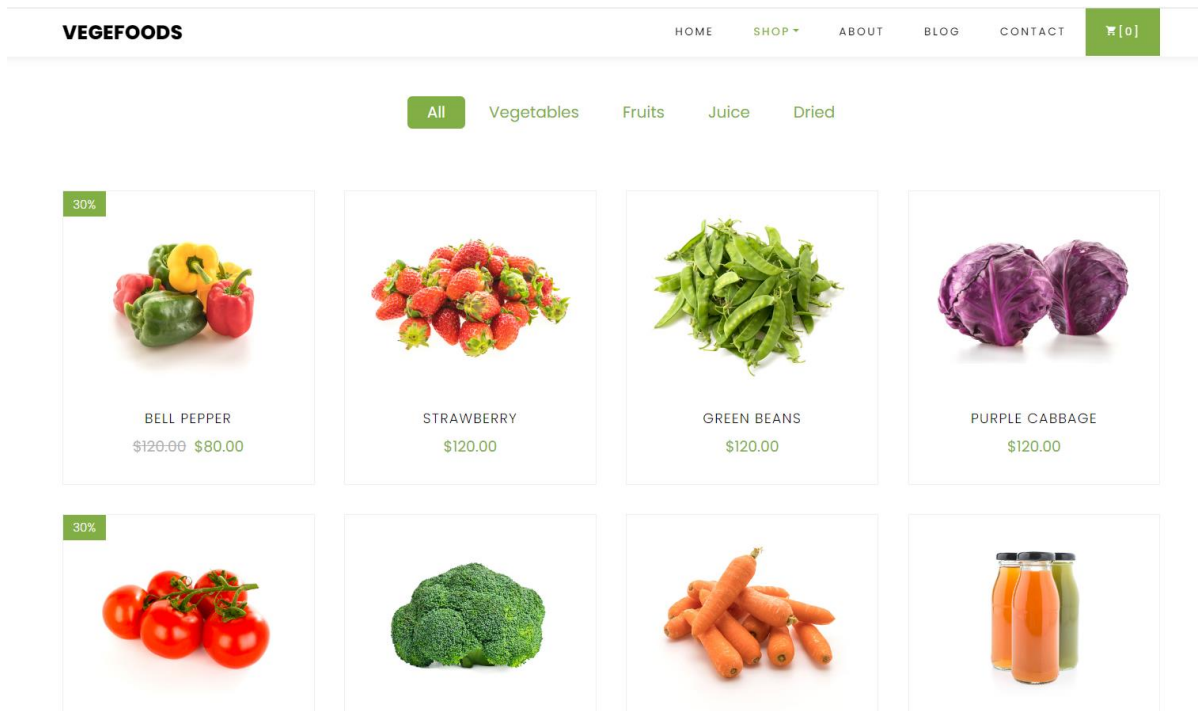 VEGEFOODS HOME SHOP ABOUT BLOG CONTACT [0]
All Vegetables Fruits Juice Dried
30%
BELL PEPPER STRAWBERRY GREEN BEANS PURPLE CABBAGE
$120.00 $80.00 $120.00 $120.00 $120.00
30%